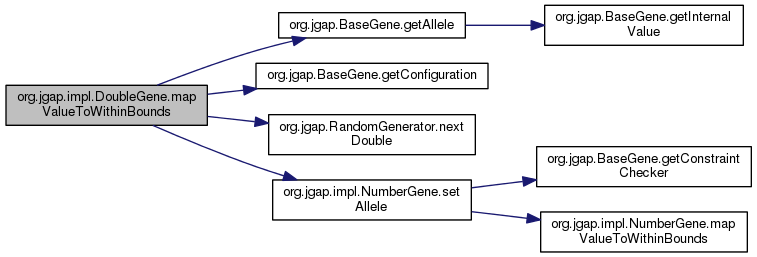 org.jgap.impl.DoubleGene.map
ValueToWithinBounds
org.jgap.BaseGene.getAllele
org.jgap.BaseGene.getInternal
Value
org.jgap.BaseGene.getConfiguration
org.jgap.RandomGenerator.next
Double
org.jgap.impl.NumberGene.set
Allele
org.jgap.BaseGene.getConstraint
Checker
org.jgap.impl.NumberGene.map
ValueToWithinBounds